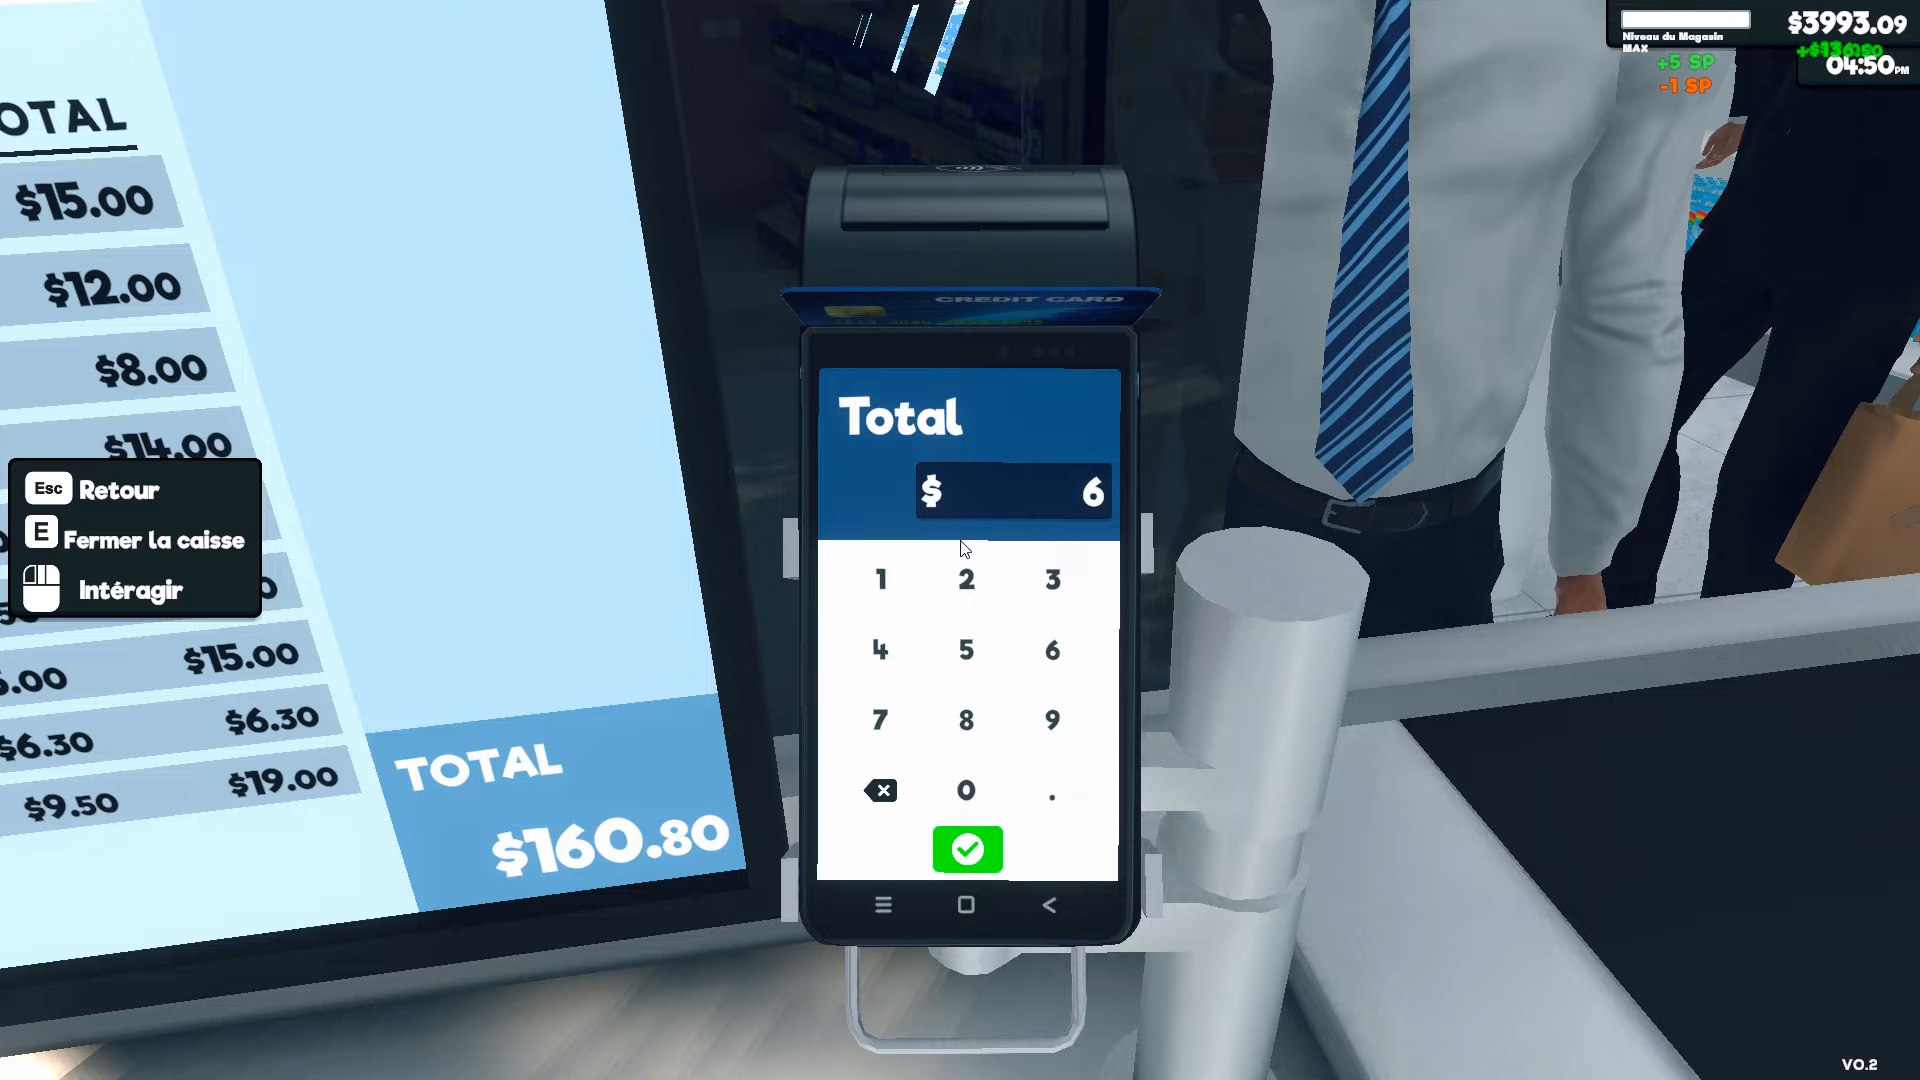 $3993.09
Niveau du Magasin
MAX
+5 SP
-1 SP
04:50PM
OTAL
$15.00
$12.00
$8.00
$14.00
$15.00
$6.30
$6.30
$9.50
$19.00
TOTAL
$160.80
Esc Retour
E Fermer la caisse
Intéragir
CREDIT CARD
Total
$ 6
1 2 3
4 5 6
7 8 9
0 .
V0.2